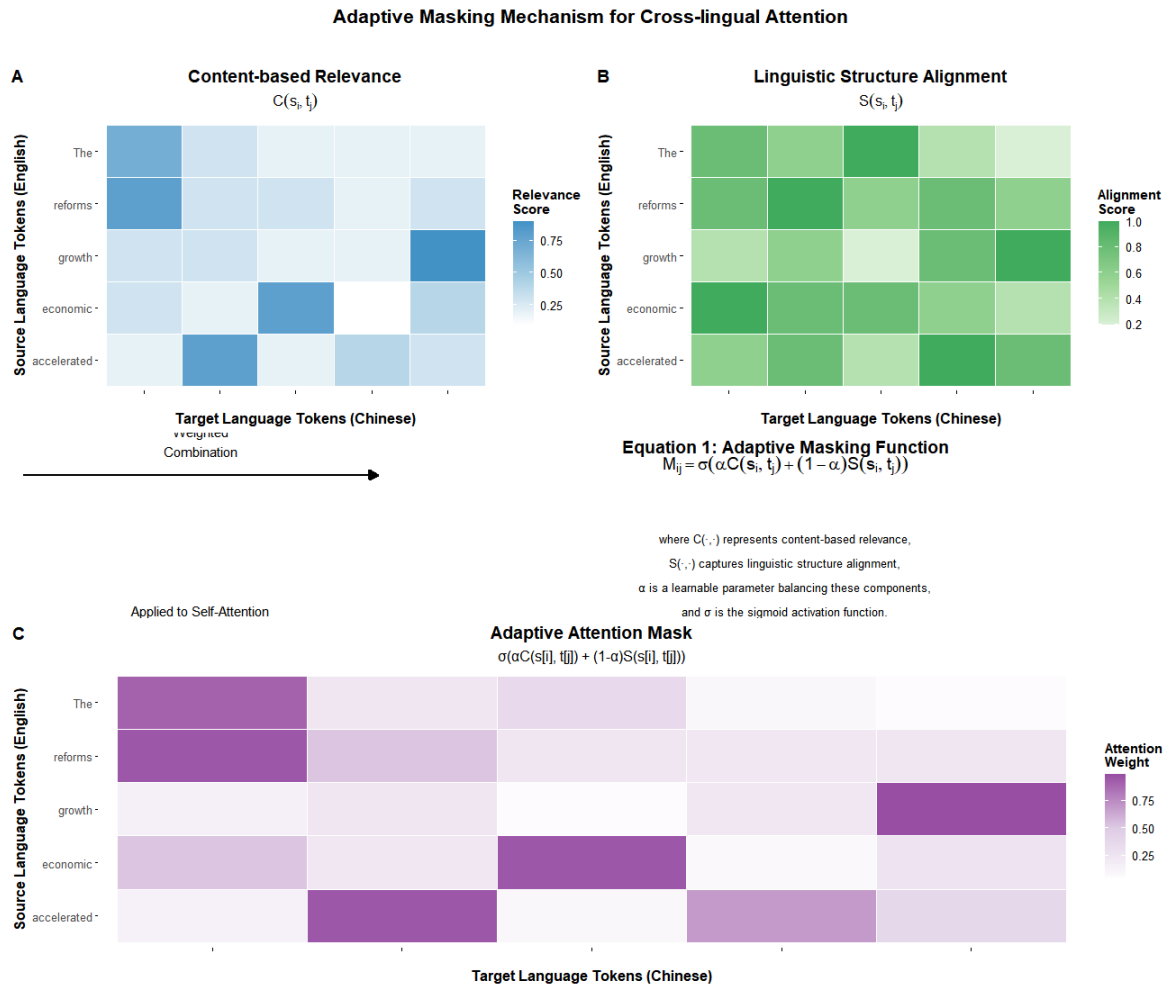 Adaptive Masking Mechanism for Cross-lingual Attention
A
Content-based Relevance
C(sᵢ, tⱼ)
Source Language Tokens (English)
The
reforms
growth
economic
accelerated
Target Language Tokens (Chinese)
Relevance
Score
0.75
0.50
0.25
B
Linguistic Structure Alignment
S(sᵢ, tⱼ)
Source Language Tokens (English)
The
reforms
growth
economic
accelerated
Target Language Tokens (Chinese)
Alignment
Score
1.0
0.8
0.6
0.4
0.2
Weighted
Combination
Equation 1: Adaptive Masking Function
Mᵢⱼ = σ(αC(sᵢ, tⱼ) + (1 − α)S(sᵢ, tⱼ))
where C(·,·) represents content-based relevance,
S(·,·) captures linguistic structure alignment,
α is a learnable parameter balancing these components,
and σ is the sigmoid activation function.
Applied to Self-Attention
C
Adaptive Attention Mask
σ(αC(s[i], t[j]) + (1-α)S(s[i], t[j]))
Source Language Tokens (English)
The
reforms
growth
economic
accelerated
Target Language Tokens (Chinese)
Attention
Weight
0.75
0.50
0.25